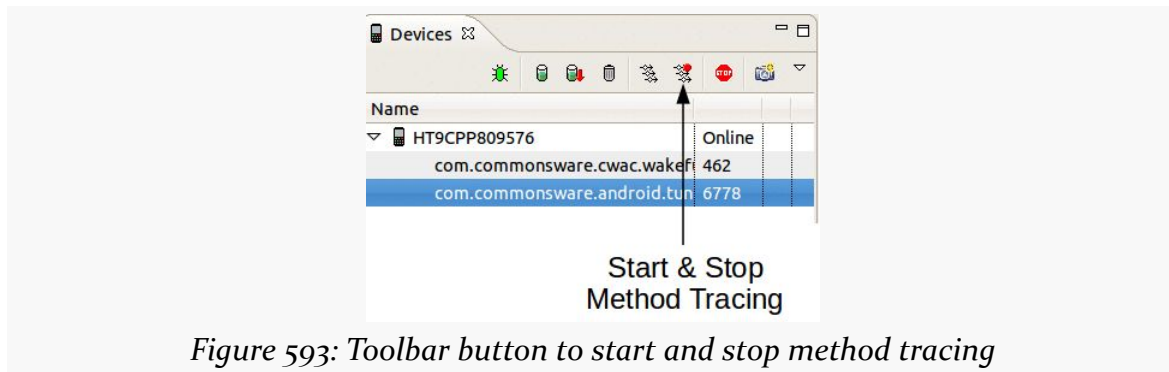 Devices
Name
HT9CPP809576 Online
com.commonsware.cwac.wakef 462
com.commonsware.android.tun 6778
Start & Stop
Method Tracing
Figure 593: Toolbar button to start and stop method tracing